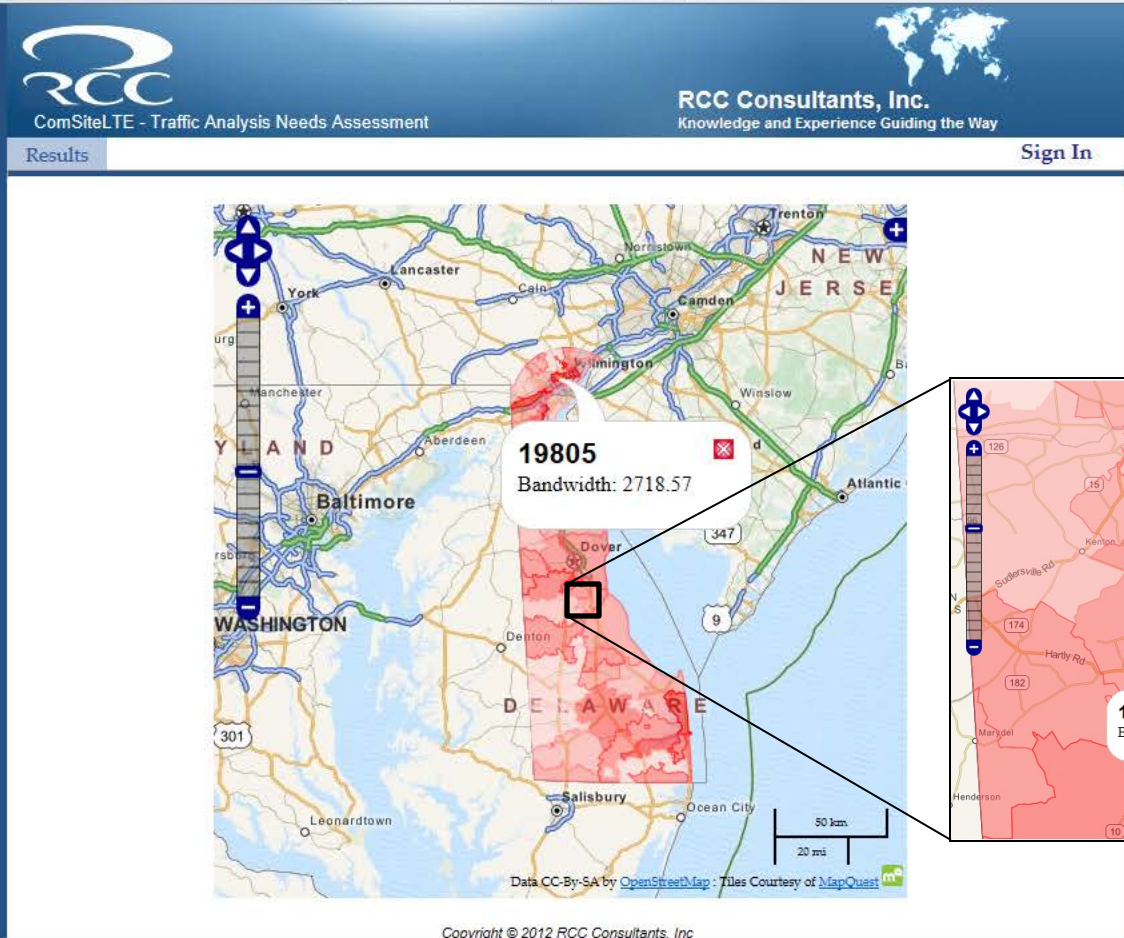 RCC
ComSiteLTE - Traffic Analysis Needs Assessment
RCC Consultants, Inc.
Knowledge and Experience Guiding the Way
Results
Sign In
Trenton
Norristown
NEW
JERSE
Lancaster
York
Cain
Camden
urg
Wilmington
Manchester
Winslow
Y L A N D
Aberdeen
d
19805
Bandwidth: 2718.57
Atlantic
Baltimore
347
Dover
WASHINGTON
9
Denton
DELAWARE
301
Salisbury
Ocean City
Leonardtown
50 km
20 mi
Data CC-By-SA by OpenStreetMap : Tiles Courtesy of MapQuest
126
15
Kenton
Sudlersville Rd
N
S
174
Hartly Rd
182
1
Marydel
Henderson
10
Copyright © 2012 RCC Consultants, Inc